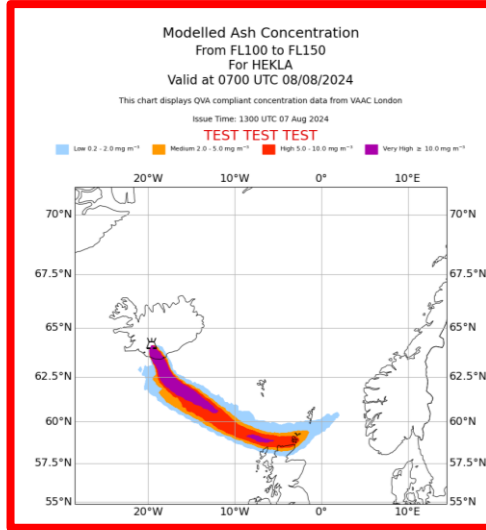 Modelled Ash Concentration
From FL100 to FL150
For HEKLA
Valid at 0700 UTC 08/08/2024
This chart displays QVA compliant concentration data from VAAC London
Issue Time: 1300 UTC 07 Aug 2024
TEST TEST TEST
Low 0.2 - 2.0 mg m⁻³ Medium 2.0 - 5.0 mg m⁻³ High 5.0 - 10.0 mg m⁻³ Very High ≥ 10.0 mg m⁻³
20°W 10°W 0° 10°E
70°N 70°N
67.5°N 67.5°N
65°N 65°N
62.5°N 62.5°N
60°N 60°N
57.5°N 57.5°N
55°N 55°N
20°W 10°W 0° 10°E